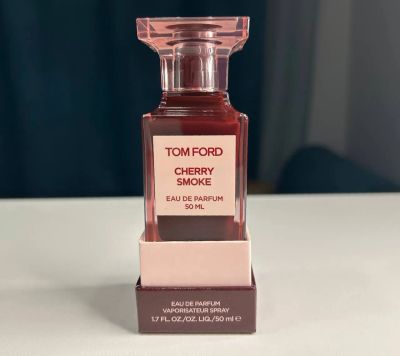 TOM FORD
CHERRY
SMOKE
EAU DE PARFUM
50 ML
EAU DE PARFUM
VAPORISATEUR SPRAY
1.7 FL. OZ./OZ. LIQ./50 ml ℮